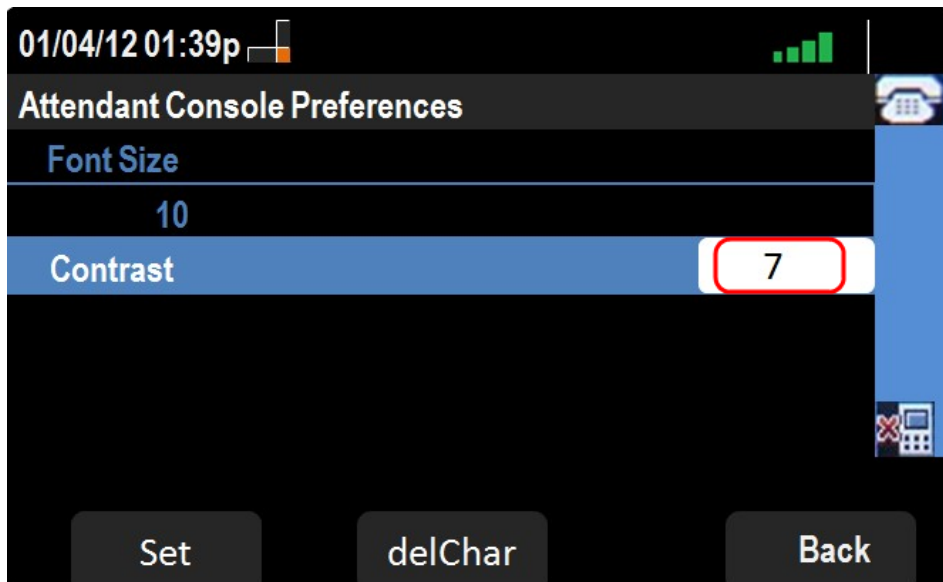 01/04/12 01:39p
Attendant Console Preferences
Font Size
10
Contrast 7
Set delChar Back